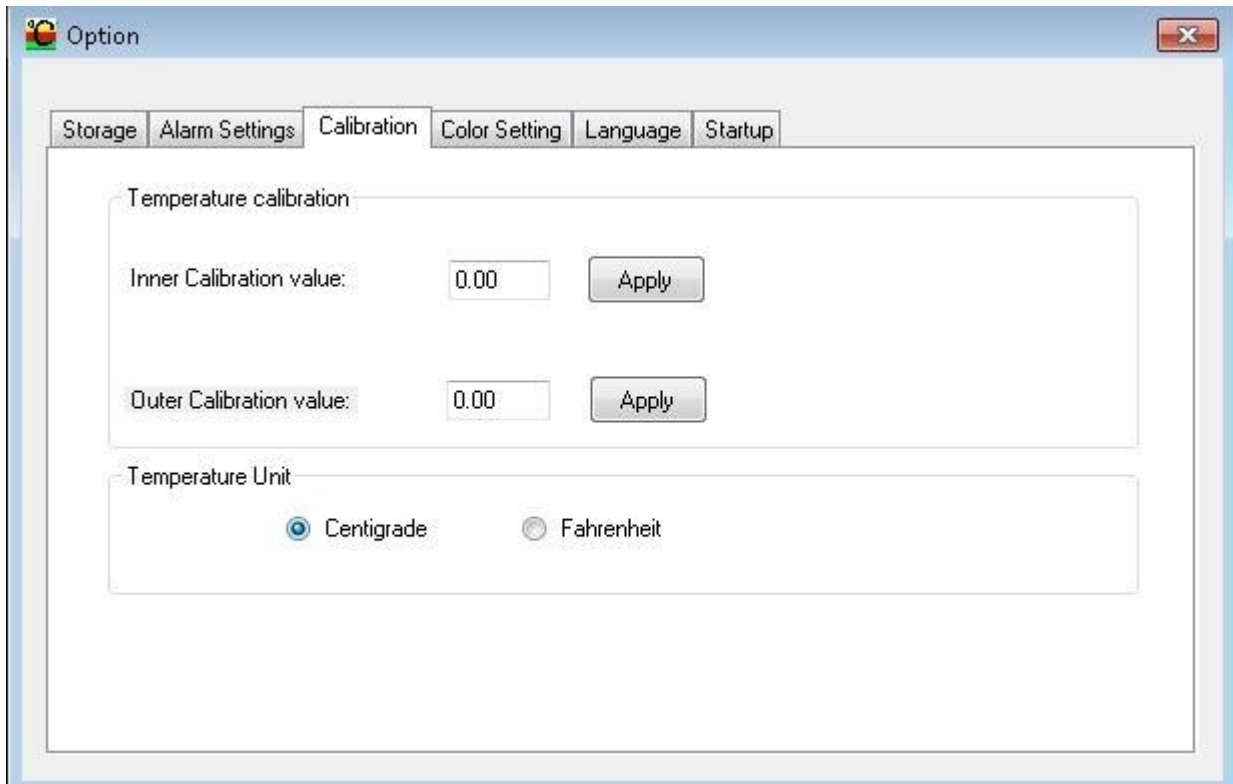 °C Option
Storage Alarm Settings Calibration Color Setting Language Startup
Temperature calibration
Inner Calibration value: 0.00 Apply
Outer Calibration value: 0.00 Apply
Temperature Unit
Centigrade Fahrenheit